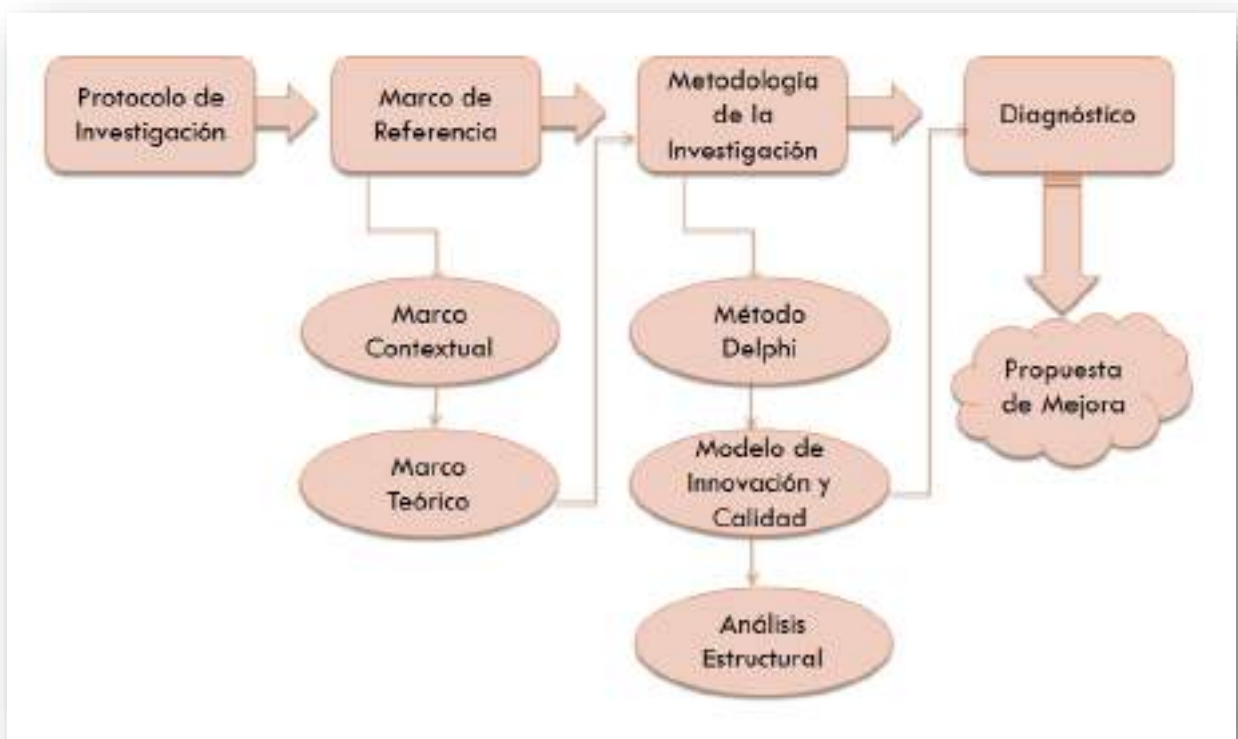 Protocolo de
Investigación
Marco de
Referencia
Metodología
de la
Investigación
Diagnóstico
Marco
Contextual
Método
Delphi
Propuesta
de Mejora
Marco
Teórico
Modelo de
Innovación y
Calidad
Análisis
Estructural